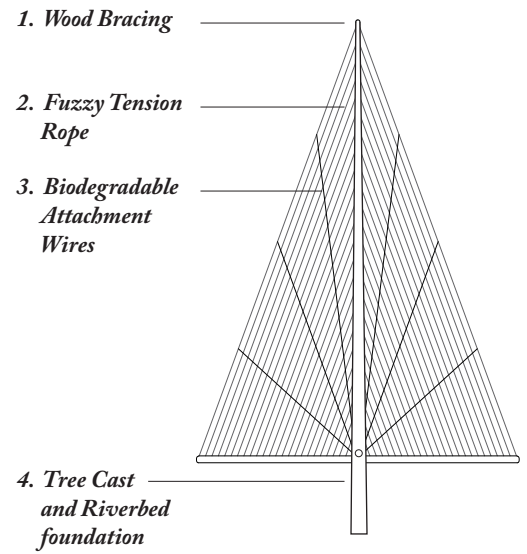 1. Wood Bracing
2. Fuzzy Tension
Rope
3. Biodegradable
Attachment
Wires
4. Tree Cast
and Riverbed
foundation